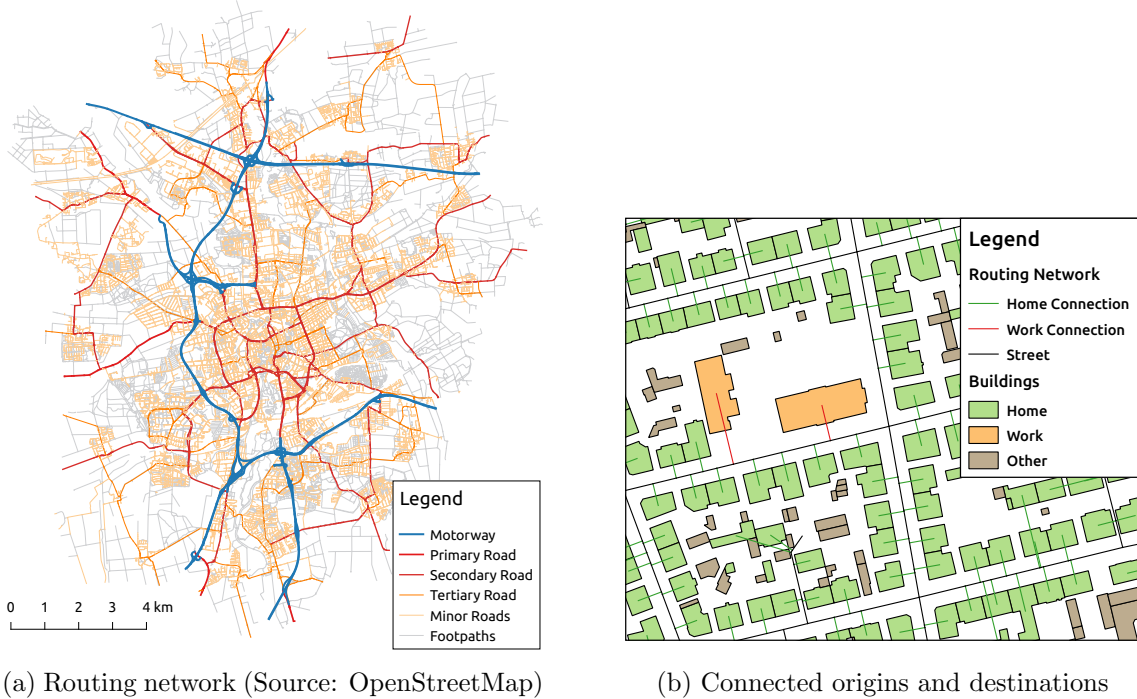 Legend
Motorway
Primary Road
Secondary Road
Tertiary Road
Minor Roads
Footpaths
0 1 2 3 4 km
(a) Routing network (Source: OpenStreetMap)
Legend
Routing Network
Home Connection
Work Connection
Street
Buildings
Home
Work
Other
(b) Connected origins and destinations